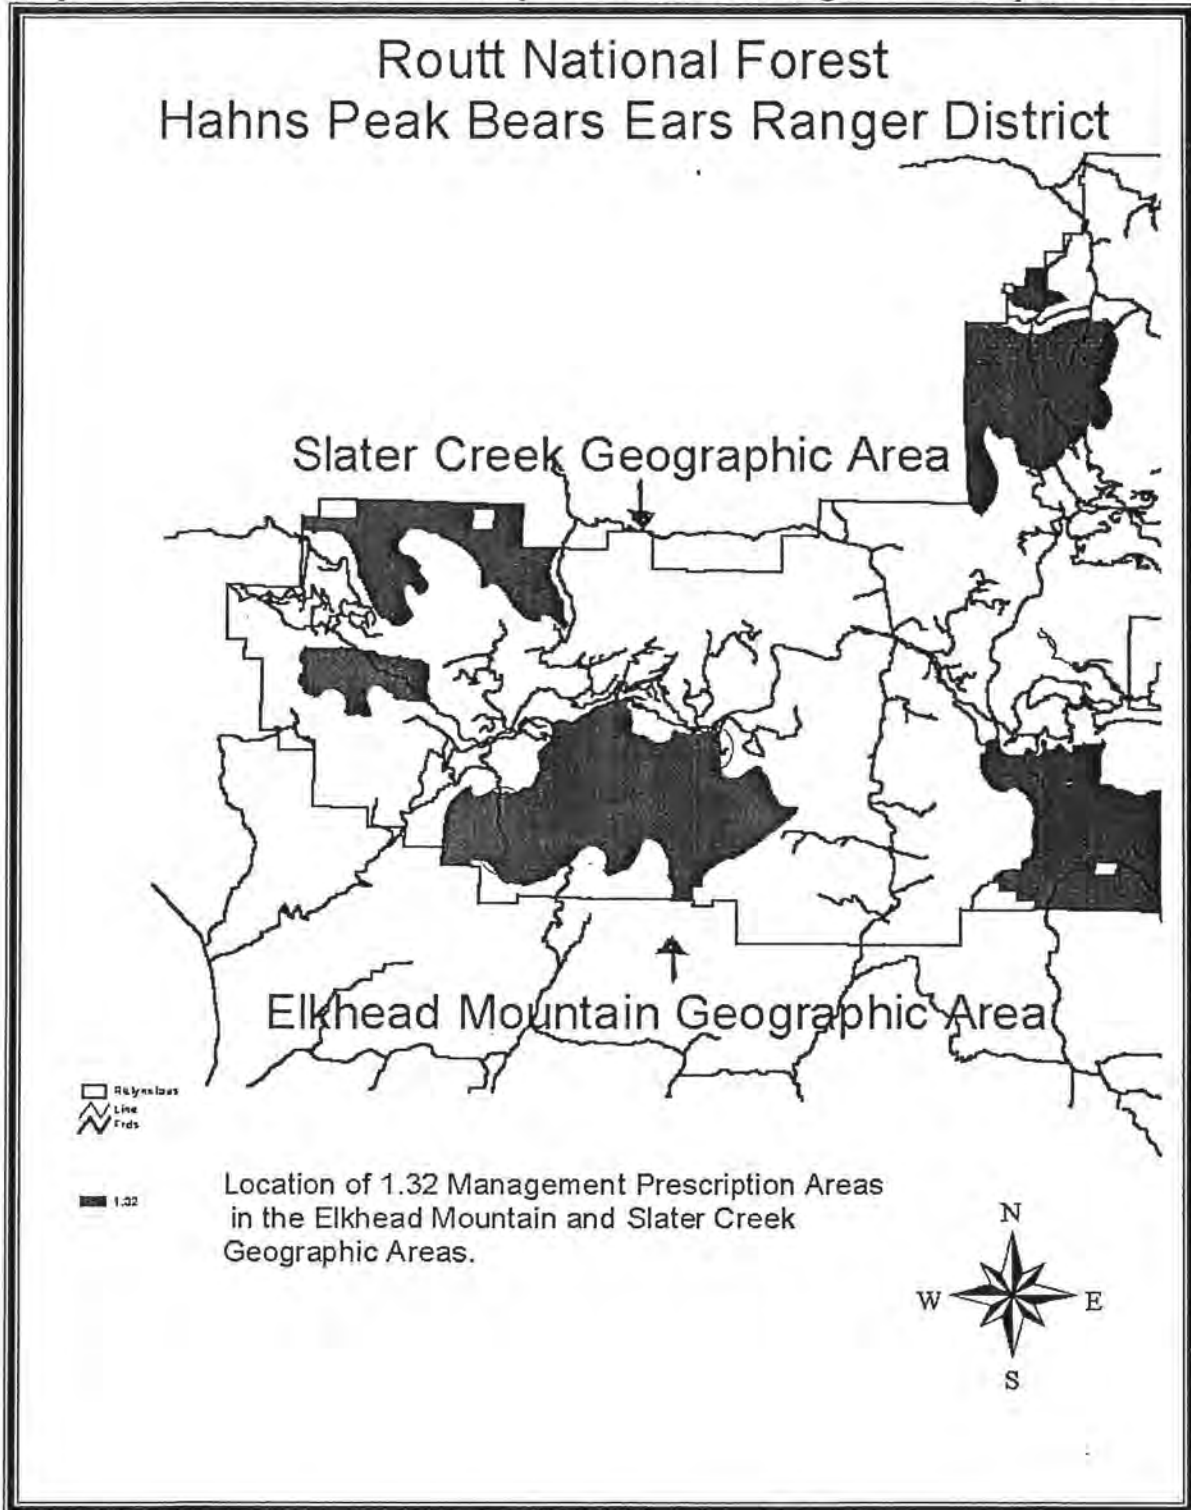 Routt National Forest
Hahns Peak Bears Ears Ranger District
Slater Creek Geographic Area
Elkhead Mountain Geographic Area
Line
Frds
1.32
Location of 1.32 Management Prescription Areas
in the Elkhead Mountain and Slater Creek
Geographic Areas.
N
W
E
S